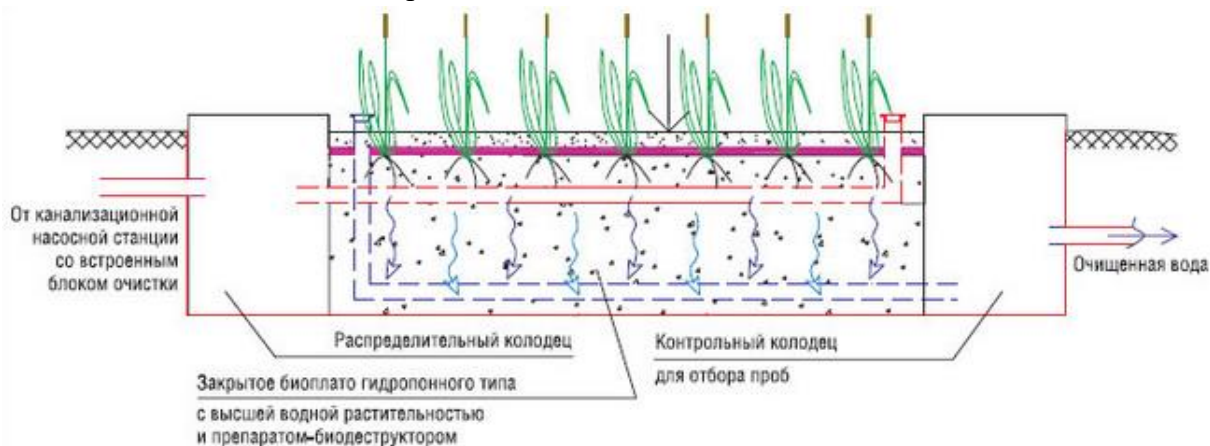 От канализационной
насосной станции
со встроенным
блоком очистки
Очищенная вода
Распределительный колодец
Контрольный колодец
для отбора проб
Закрытое биоплато гидропонного типа
с высшей водной растительностью
и препаратом-биодеструктором